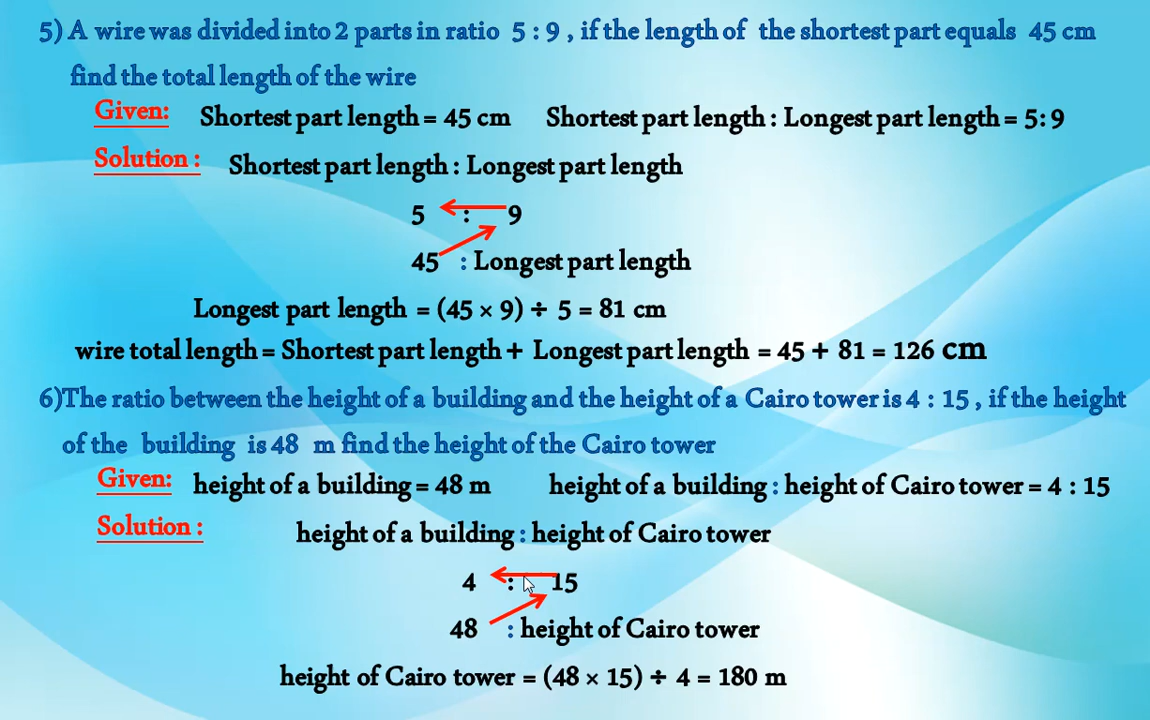 5) A wire was divided into 2 parts in ratio 5 : 9 , if the length of the shortest part equals 45 cm
find the total length of the wire
Given: Shortest part length = 45 cm Shortest part length : Longest part length = 5: 9
Solution : Shortest part length : Longest part length
5 : 9
45 : Longest part length
Longest part length = (45 × 9) ÷ 5 = 81 cm
wire total length = Shortest part length + Longest part length = 45 + 81 = 126 cm
6)The ratio between the height of a building and the height of a Cairo tower is 4 : 15 , if the height
of the building is 48 m find the height of the Cairo tower
Given: height of a building = 48 m height of a building : height of Cairo tower = 4 : 15
Solution : height of a building : height of Cairo tower
4 : 15
48 : height of Cairo tower
height of Cairo tower = (48 × 15) ÷ 4 = 180 m